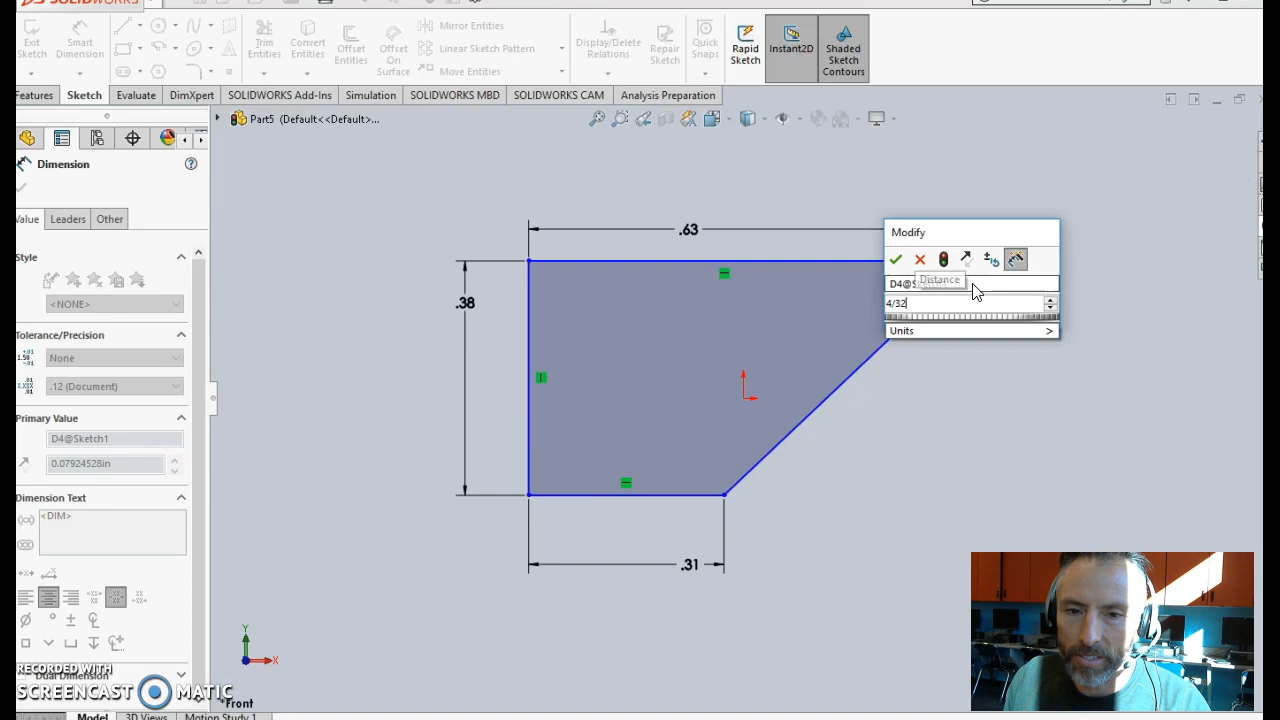 SOLIDWORKS
Exit Sketch
Smart Dimension
Trim Entities
Convert Entities
Offset Entities
Offset On Surface
Mirror Entities
Linear Sketch Pattern
Move Entities
Display/Delete Relations
Repair Sketch
Quick Snaps
Rapid Sketch
Instant2D
Shaded Sketch Contours
Features Sketch Evaluate DimXpert SOLIDWORKS Add-Ins Simulation SOLIDWORKS MBD SOLIDWORKS CAM Analysis Preparation
Part5 (Default<<Default>...
Dimension
Value Leaders Other
Style
<NONE>
Tolerance/Precision
None
.12 (Document)
Primary Value
D4@Sketch1
0.07924528in
Dimension Text
<DIM>
Dual Dimension
.63
.38
.31
Modify
D4@S
Distance
4/32
Units >
Y
X
*Front
RECORDED WITH
SCREENCAST MATIC
Model 3D Views Motion Study 1